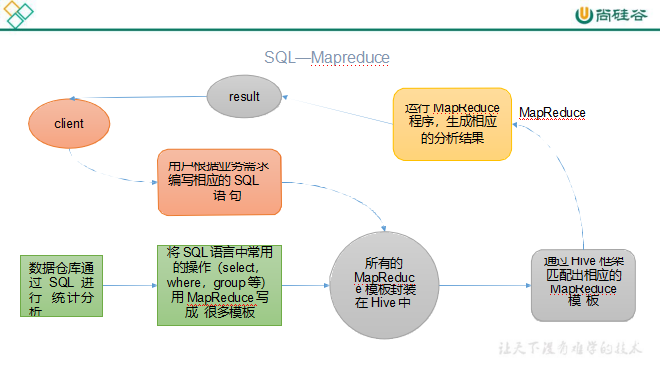 尚硅谷
SQL—Mapreduce
result
client
运行 MapReduce
程序，生成相应
的分析结果
MapReduce
用户根据业务需求
编写相应的 SQL
语 句
数据仓库通
过 SQL 进
行 统计分
析
将 SQL 语言中常用
的操作（select,
where，group 等）
用 MapReduce 写
成 很多模板
所有的
MapReduc
e 模板封装
在 Hive 中
通过 Hive 框架
匹配出相应的
MapReduce
模 板
让天下没有难学的技术